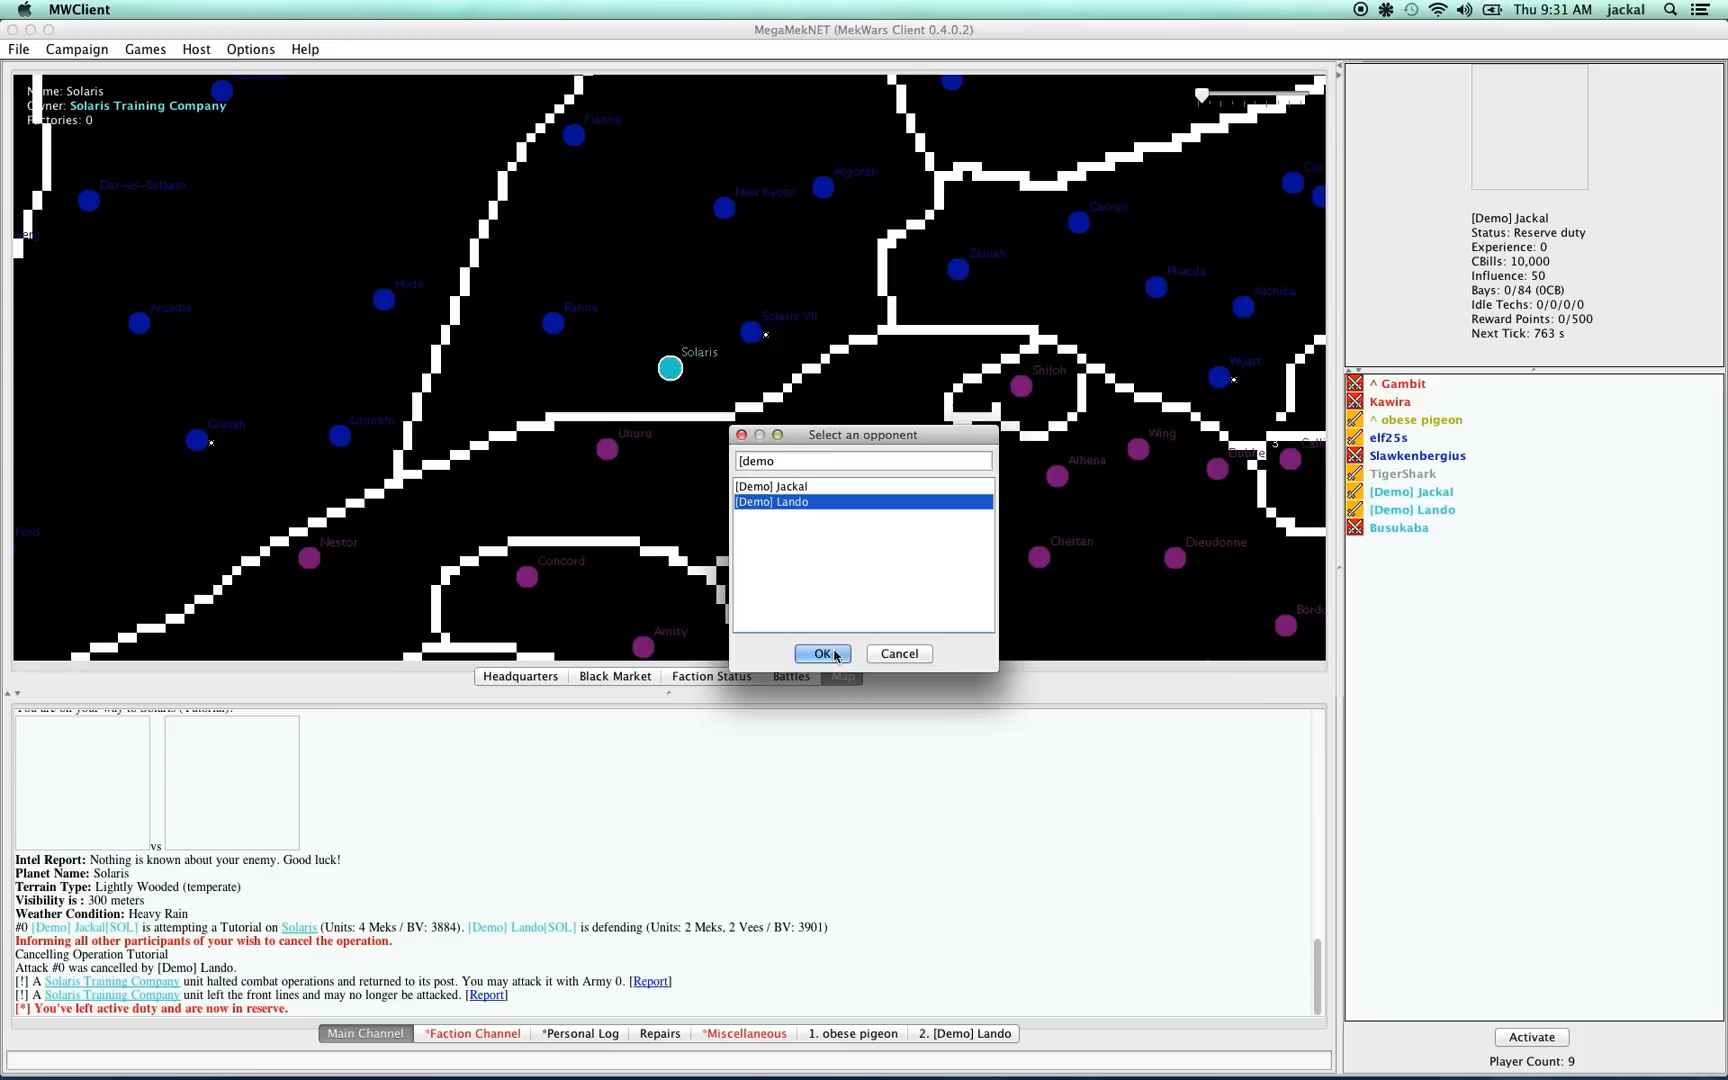 MWClient
Thu 9:31 AM jackal
MegaMekNET (MekWars Client 0.4.0.2)
File Campaign Games Host Options Help
Name: Solaris
Owner: Solaris Training Company
Factories: 0
Fianna
Dar-es-Salaam
New Kyoto
Algorab
Cacrux
Zaniah
Phecda
Alchiba
Arcadia
Hyde
Rahne
Solaris VII
Solaris
Shiloh
Wyatt
Gienah
Uhuru
Wing
Alhena
Ford
Nestor
Concord
Chertan
Dieudonne
Amity
Select an opponent
[demo
[Demo] Jackal
[Demo] Lando
OK Cancel
Headquarters Black Market Faction Status Battles Map
[Demo] Jackal
Status: Reserve duty
Experience: 0
CBills: 10,000
Influence: 50
Bays: 0/84 (0CB)
Idle Techs: 0/0/0/0
Reward Points: 0/500
Next Tick: 763 s
^ Gambit
Kawira
^ obese pigeon
elf25s
Slawkenbergius
TigerShark
[Demo] Jackal
[Demo] Lando
Busukaba
vs
Intel Report: Nothing is known about your enemy. Good luck!
Planet Name: Solaris
Terrain Type: Lightly Wooded (temperate)
Visibility is : 300 meters
Weather Condition: Heavy Rain
#0 [Demo] Jackal[SOL] is attempting a Tutorial on Solaris (Units: 4 Meks / BV: 3884). [Demo] Lando[SOL] is defending (Units: 2 Meks, 2 Vees / BV: 3901)
Informing all other participants of your wish to cancel the operation.
Cancelling Operation Tutorial
Attack #0 was cancelled by [Demo] Lando.
[!] A Solaris Training Company unit halted combat operations and returned to its post. You may attack it with Army 0. [Report]
[!] A Solaris Training Company unit left the front lines and may no longer be attacked. [Report]
[*] You've left active duty and are now in reserve.
Main Channel *Faction Channel *Personal Log Repairs *Miscellaneous 1. obese pigeon 2. [Demo] Lando
Activate
Player Count: 9